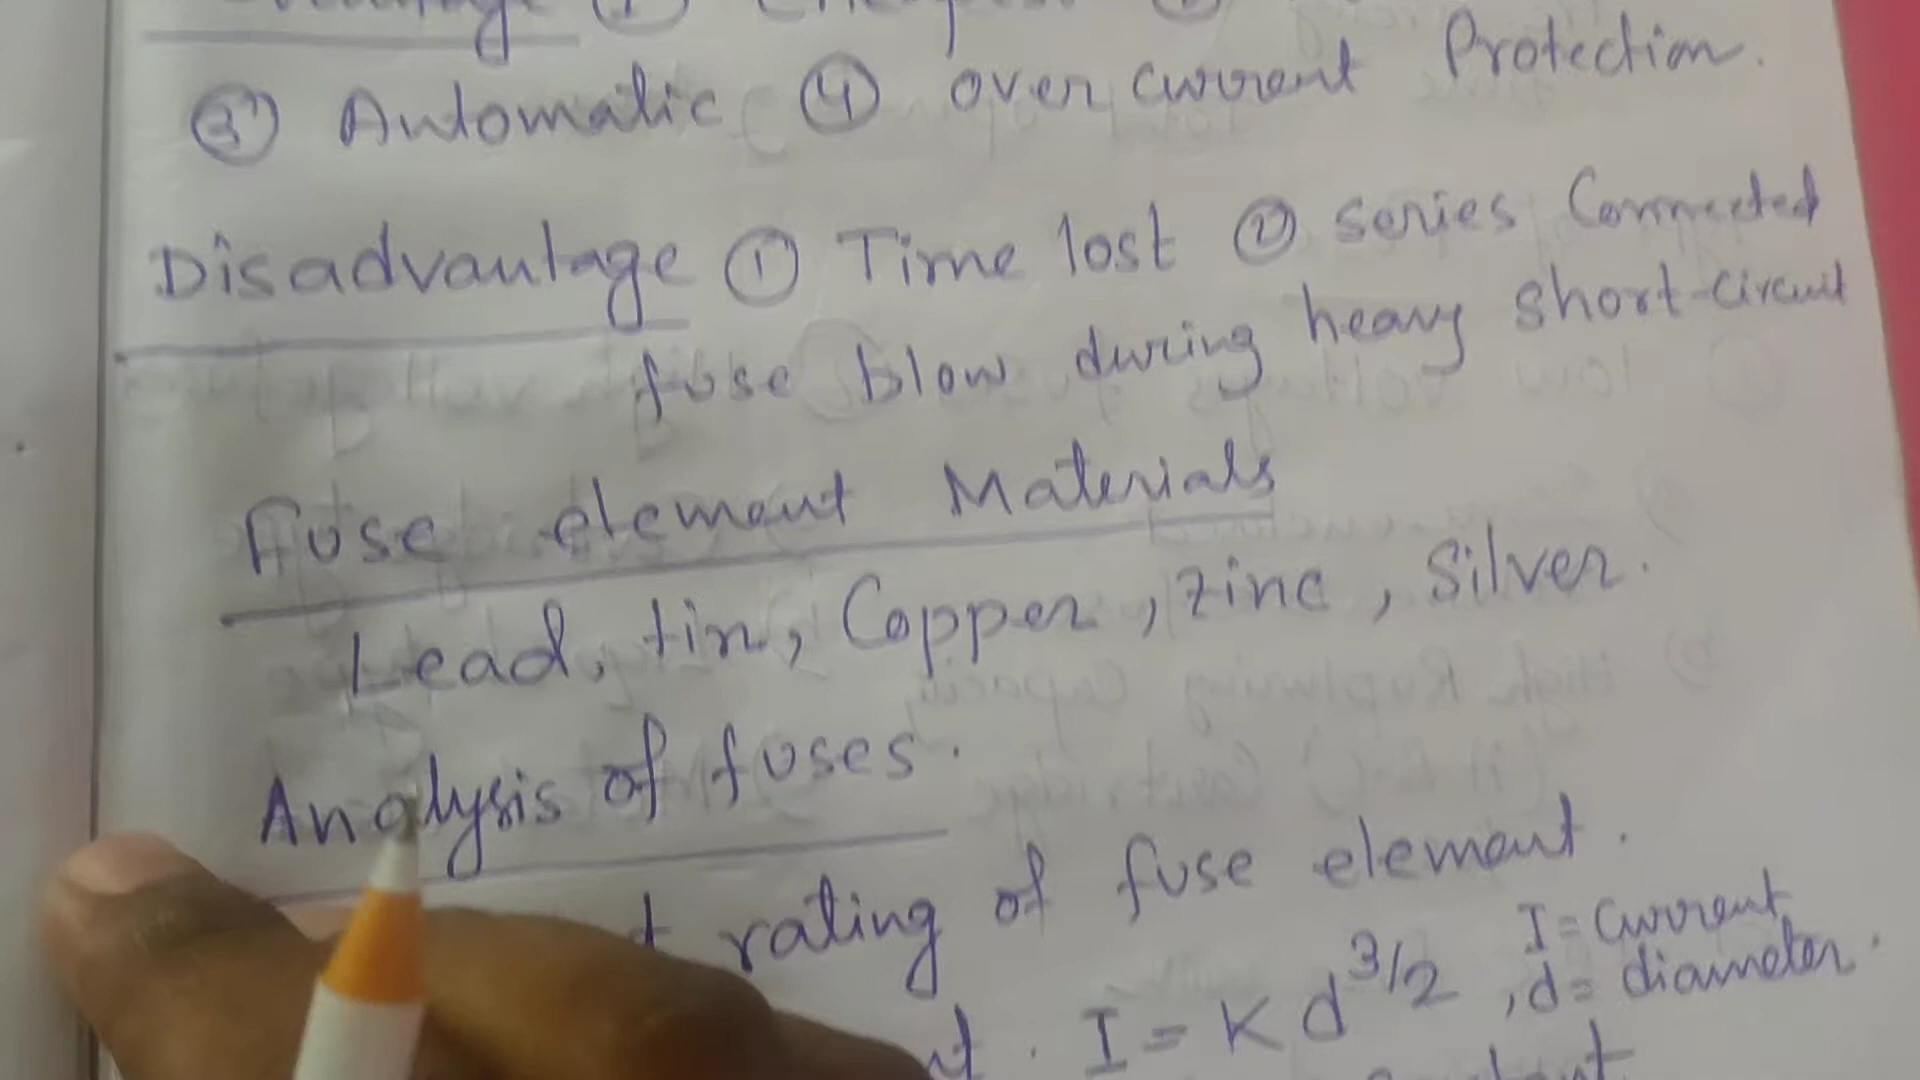 ③ Automatic ④ over current Protection.
Disadvantage ① Time lost ② series Connected
fuse blow during heavy short-circuit
Fuse element Materials
Lead, tin, Copper, Zinc, Silver.
Analysis of fuses.
rating of fuse element.
I = K d^3/2 , I = Current
d = diameter.